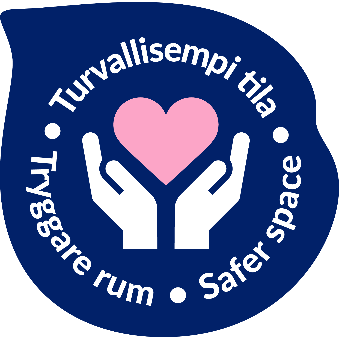 Turvallisempi tila
Safer space
Tryggare rum